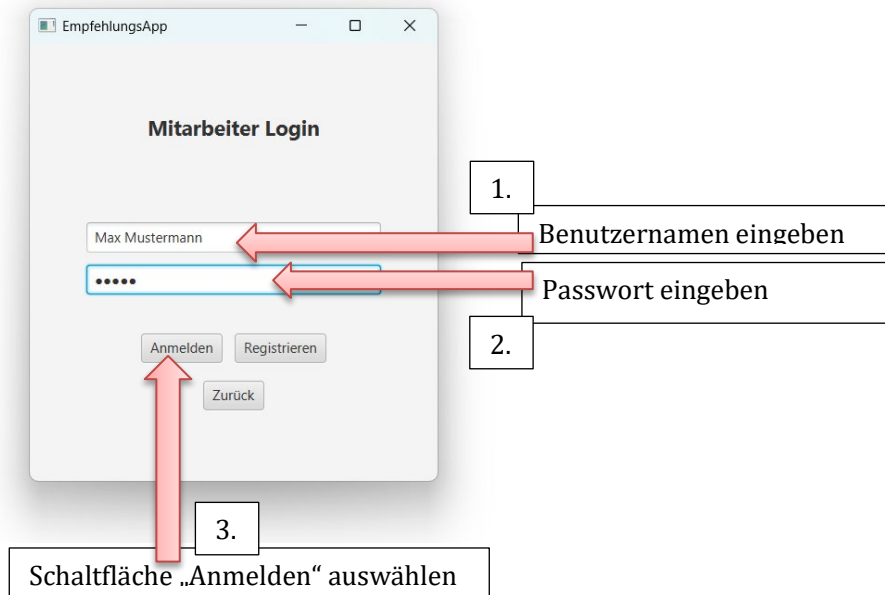 EmpfehlungsApp
Mitarbeiter Login
1.
Max Mustermann
Benutzernamen eingeben
•••••
Passwort eingeben
2.
Anmelden
Registrieren
Zurück
3.
Schaltfläche „Anmelden“ auswählen